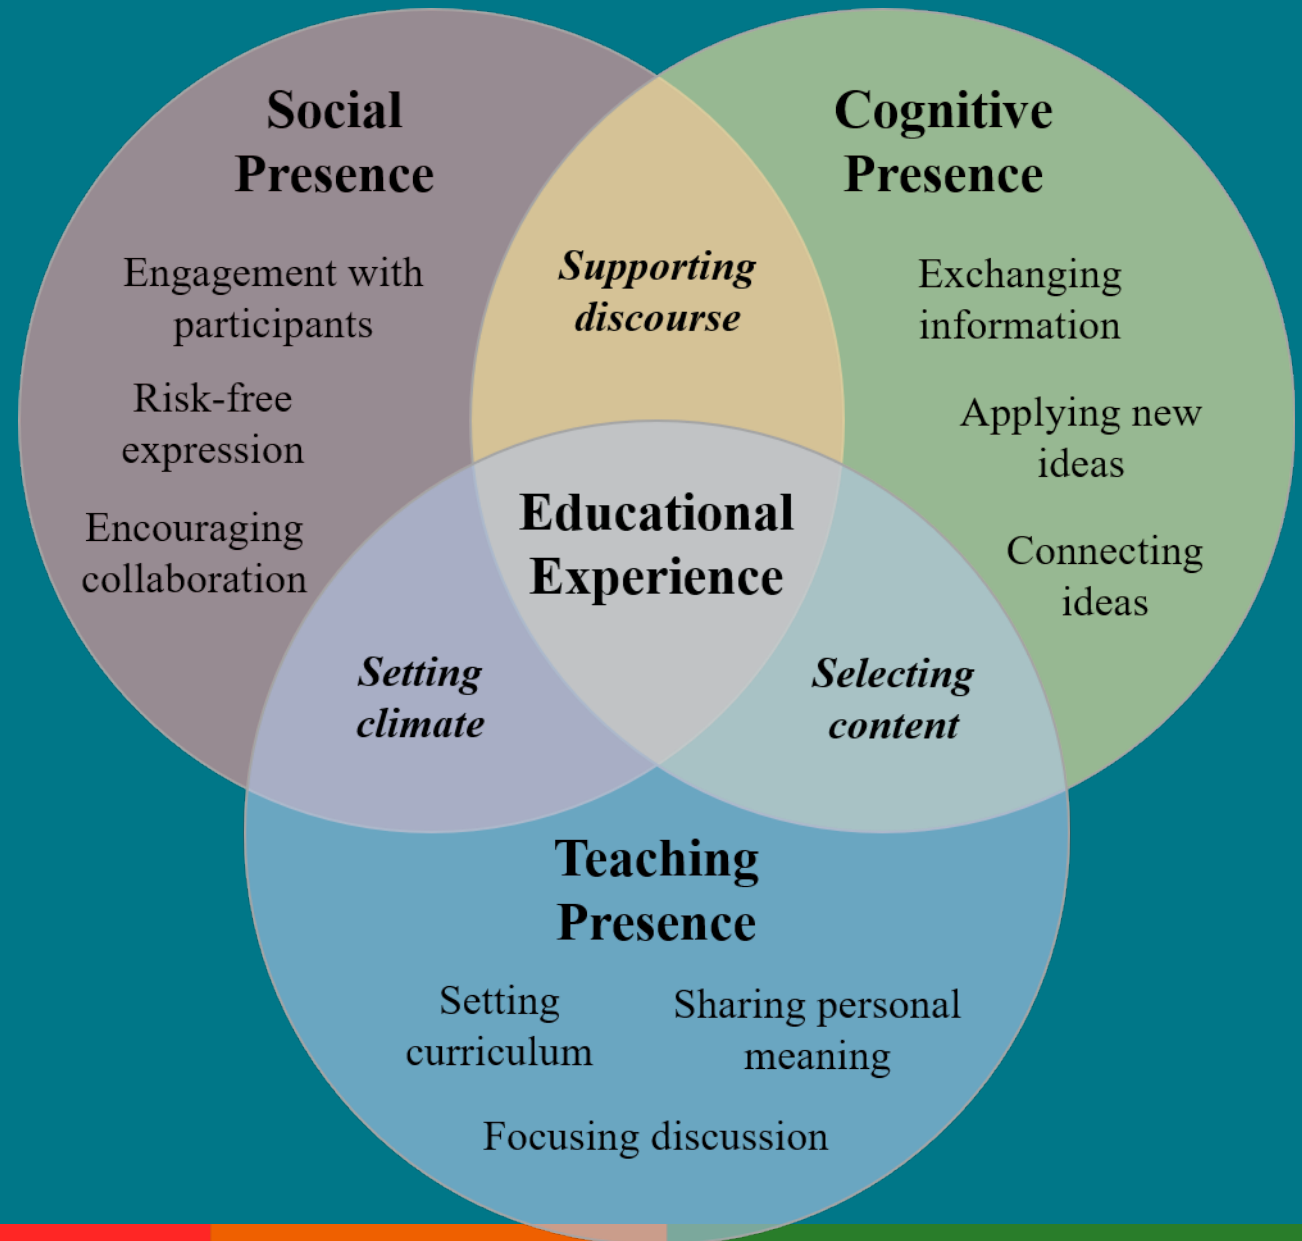 Social
Presence
Engagement with
participants
Risk-free
expression
Encouraging
collaboration
Supporting
discourse
Cognitive
Presence
Exchanging
information
Applying new
ideas
Connecting
ideas
Educational
Experience
Setting
climate
Selecting
content
Teaching
Presence
Setting
curriculum
Sharing personal
meaning
Focusing discussion